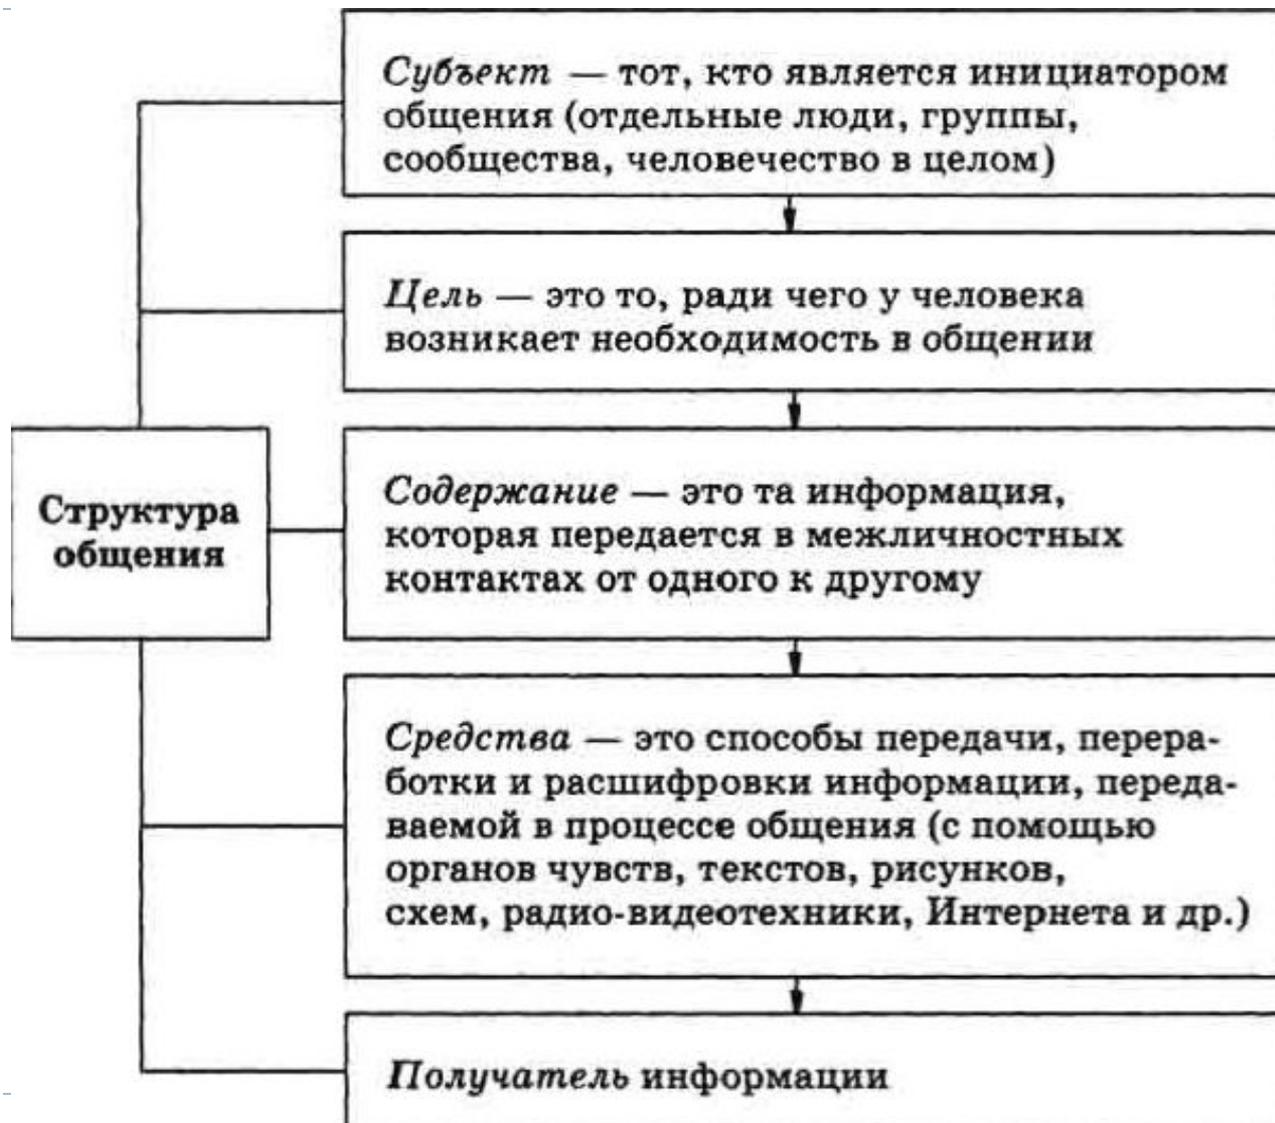 Субъект — тот, кто является инициатором
общения (отдельные люди, группы,
сообщества, человечество в целом)
Цель — это то, ради чего у человека
возникает необходимость в общении
Структура
общения
Содержание — это та информация,
которая передается в межличностных
контактах от одного к другому
Средства — это способы передачи, перера-
ботки и расшифровки информации, переда-
ваемой в процессе общения (с помощью
органов чувств, текстов, рисунков,
схем, радио-видеотехники, Интернета и др.)
Получатель информации